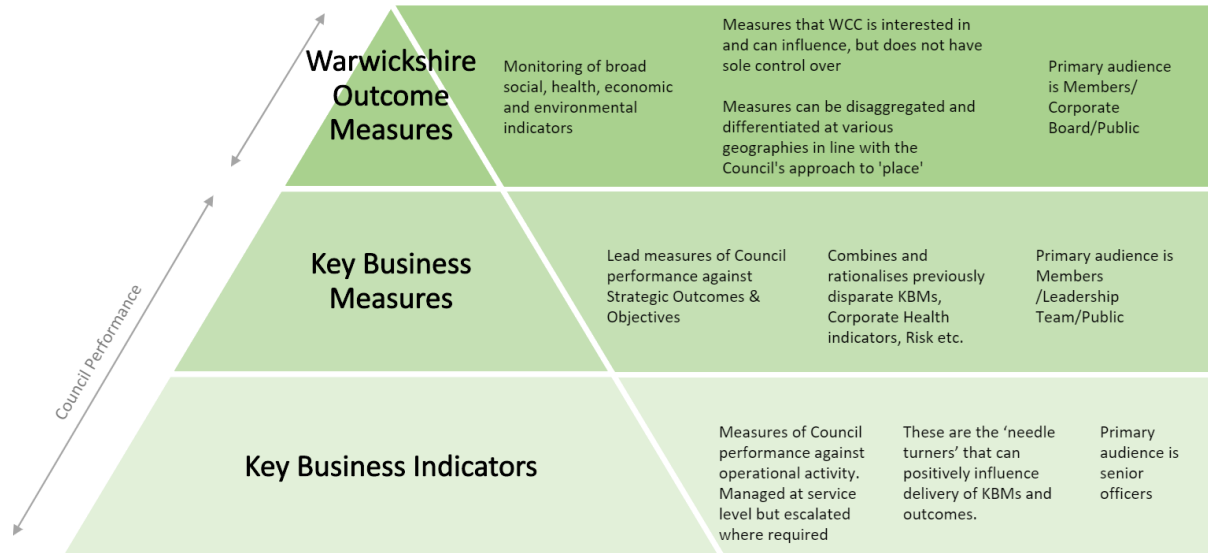 Warwickshire
Outcome
Measures
Monitoring of broad
social, health, economic
and environmental
indicators
Measures that WCC is interested in
and can influence, but does not have
sole control over
Measures can be disaggregated and
differentiated at various
geographies in line with the
Council's approach to 'place'
Primary audience
is Members/
Corporate
Board/Public
Council Performance
Key Business
Measures
Lead measures of Council
performance against
Strategic Outcomes &
Objectives
Combines and
rationalises previously
disparate KBMs,
Corporate Health
indicators, Risk etc.
Primary audience is
Members
/Leadership
Team/Public
Key Business Indicators
Measures of Council
performance against
operational activity.
Managed at service
level but escalated
where required
These are the ‘needle
turners’ that can
positively influence
delivery of KBMs and
outcomes.
Primary
audience is
senior
officers